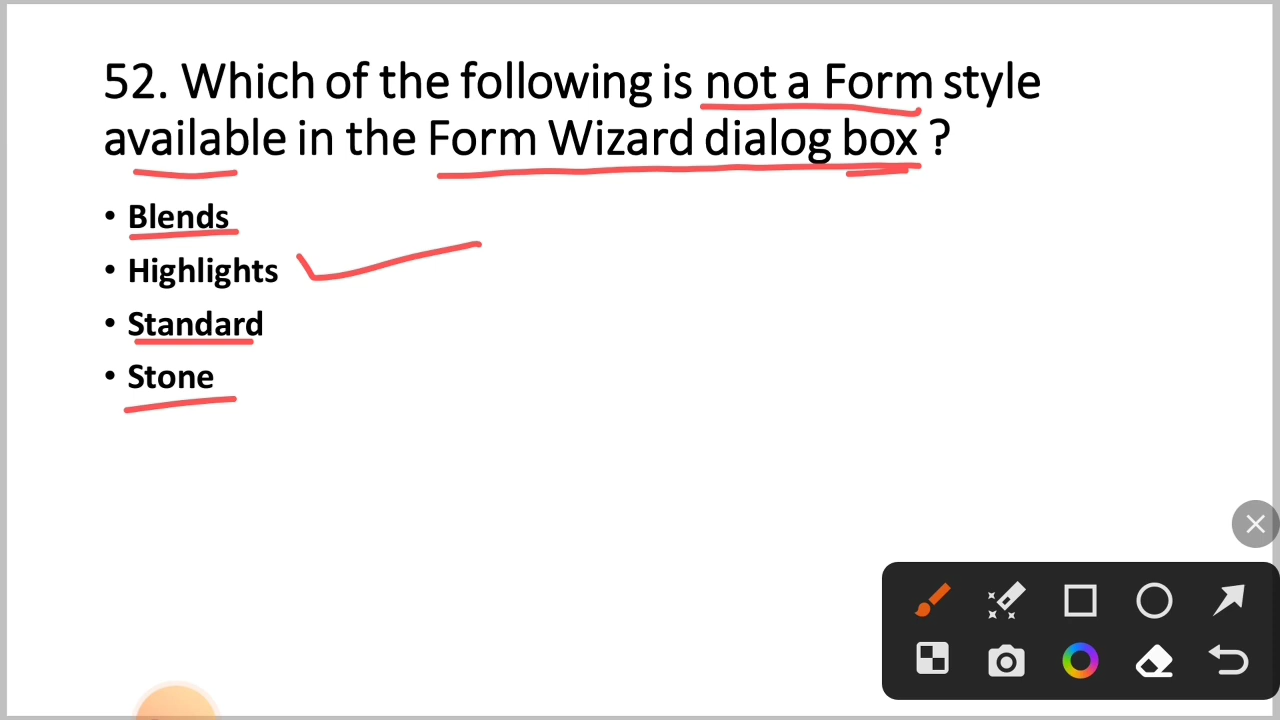 52. Which of the following is not a Form style
available in the Form Wizard dialog box ?
• Blends
• Highlights
• Standard
• Stone